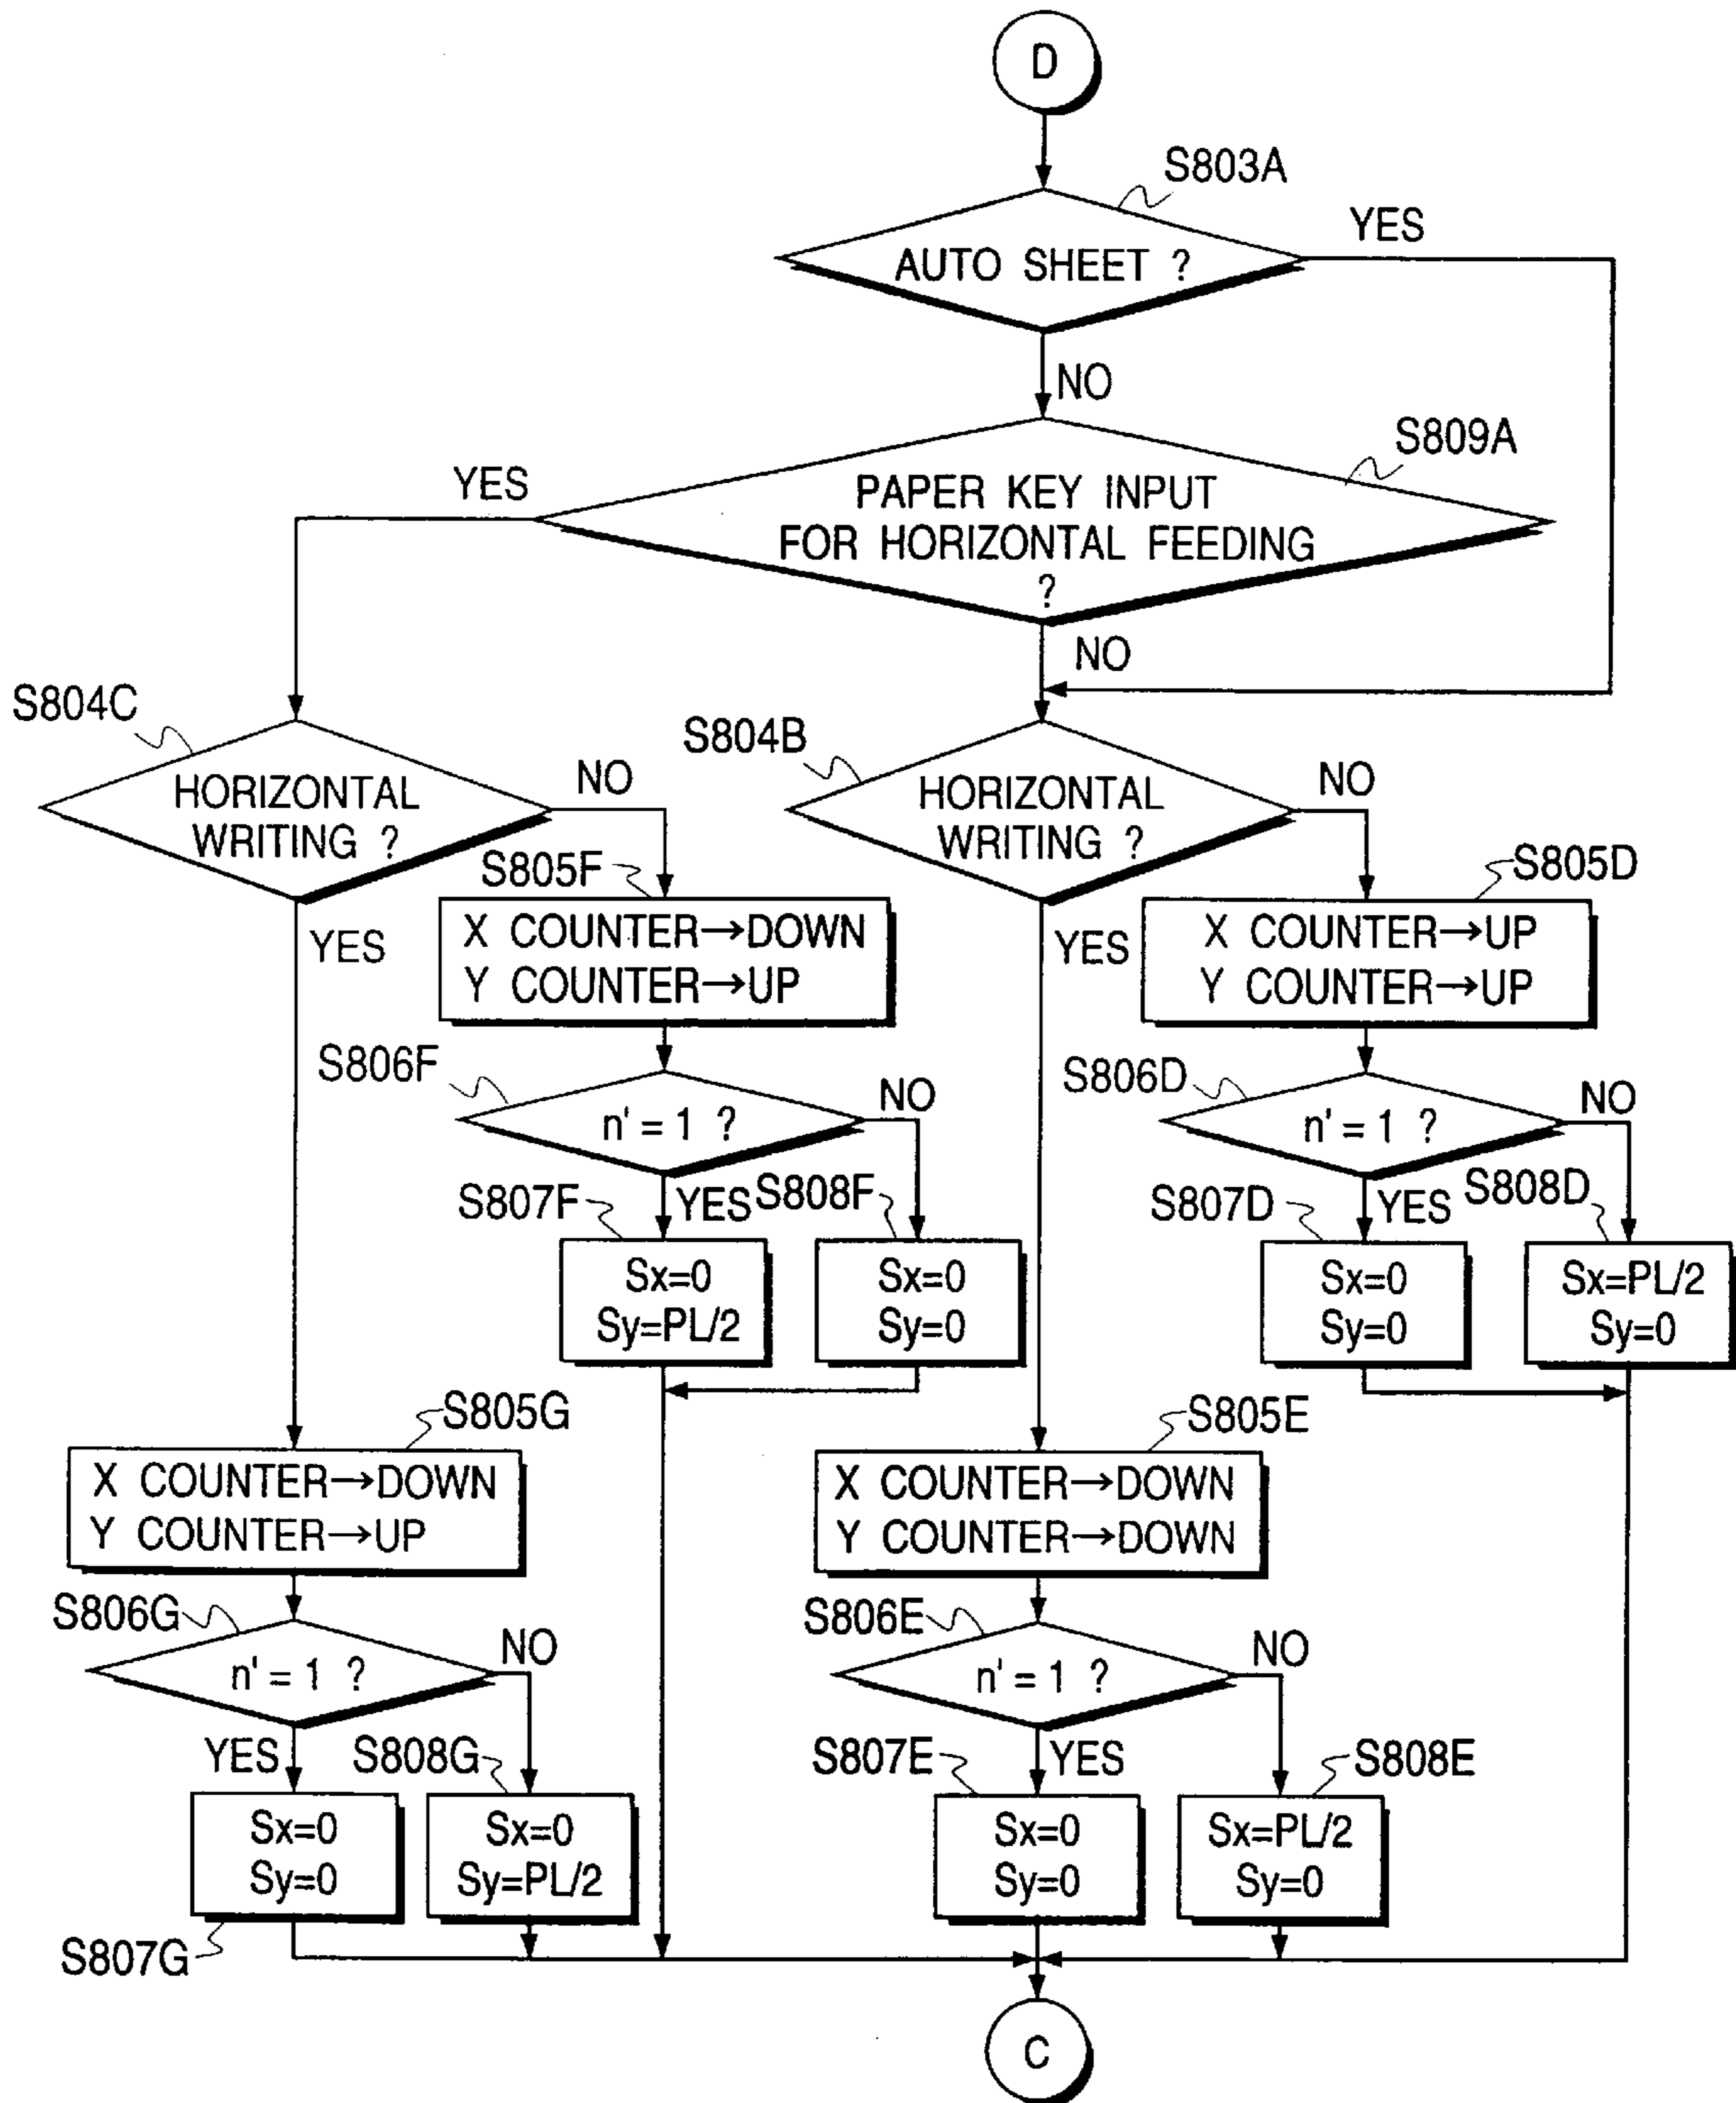 D
S803A
AUTO SHEET ?
YES
NO
S809A
YES
PAPER KEY INPUT
FOR HORIZONTAL FEEDING
?
NO
S804C
HORIZONTAL
WRITING ?
NO
YES
S804B
HORIZONTAL
WRITING ?
NO
YES
S805F
X COUNTER→DOWN
Y COUNTER→UP
S805D
X COUNTER→UP
Y COUNTER→UP
S806F
n' = 1 ?
NO
YES
S806D
n' = 1 ?
NO
YES
S807F
Sx=0
Sy=PL/2
S808F
Sx=0
Sy=0
S807D
Sx=0
Sy=0
S808D
Sx=PL/2
Sy=0
S805G
X COUNTER→DOWN
Y COUNTER→UP
S805E
X COUNTER→DOWN
Y COUNTER→DOWN
S806G
n' = 1 ?
NO
YES
S806E
n' = 1 ?
NO
YES
S807G
Sx=0
Sy=0
S808G
Sx=0
Sy=PL/2
S807E
Sx=0
Sy=0
S808E
Sx=PL/2
Sy=0
C